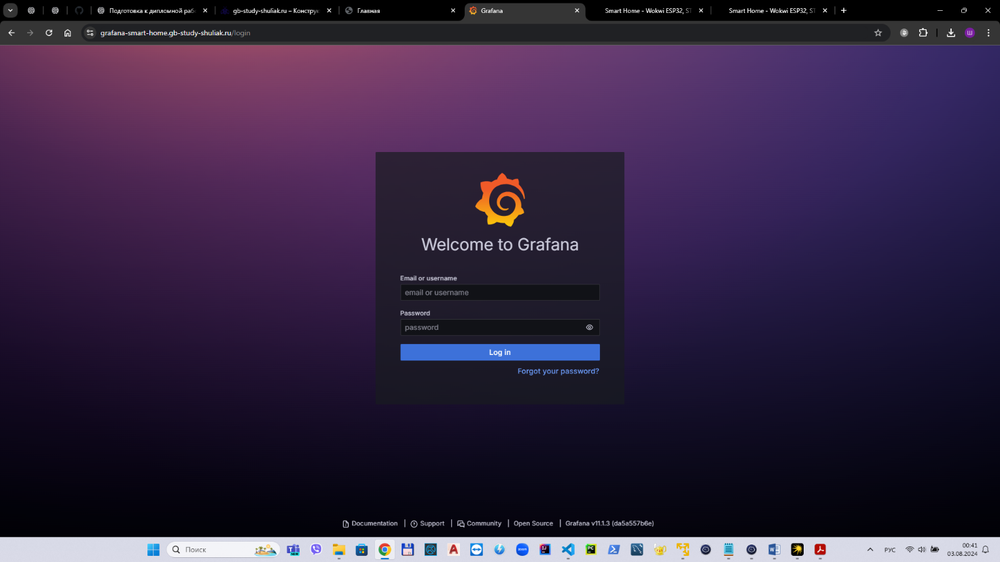 Подготовка к дипломной раб
gb-study-shuliak.ru – Конструк
Главная
Grafana
Smart Home - Wokwi ESP32, ST
Smart Home - Wokwi ESP32, ST
grafana-smart-home.gb-study-shuliak.ru/login
Ш
Welcome to Grafana
Email or username
email or username
Password
password
Log in
Forgot your password?
Documentation | Support | Community | Open Source | Grafana v11.1.3 (da5a557b6e)
Поиск
РУС
00:41
03.08.2024